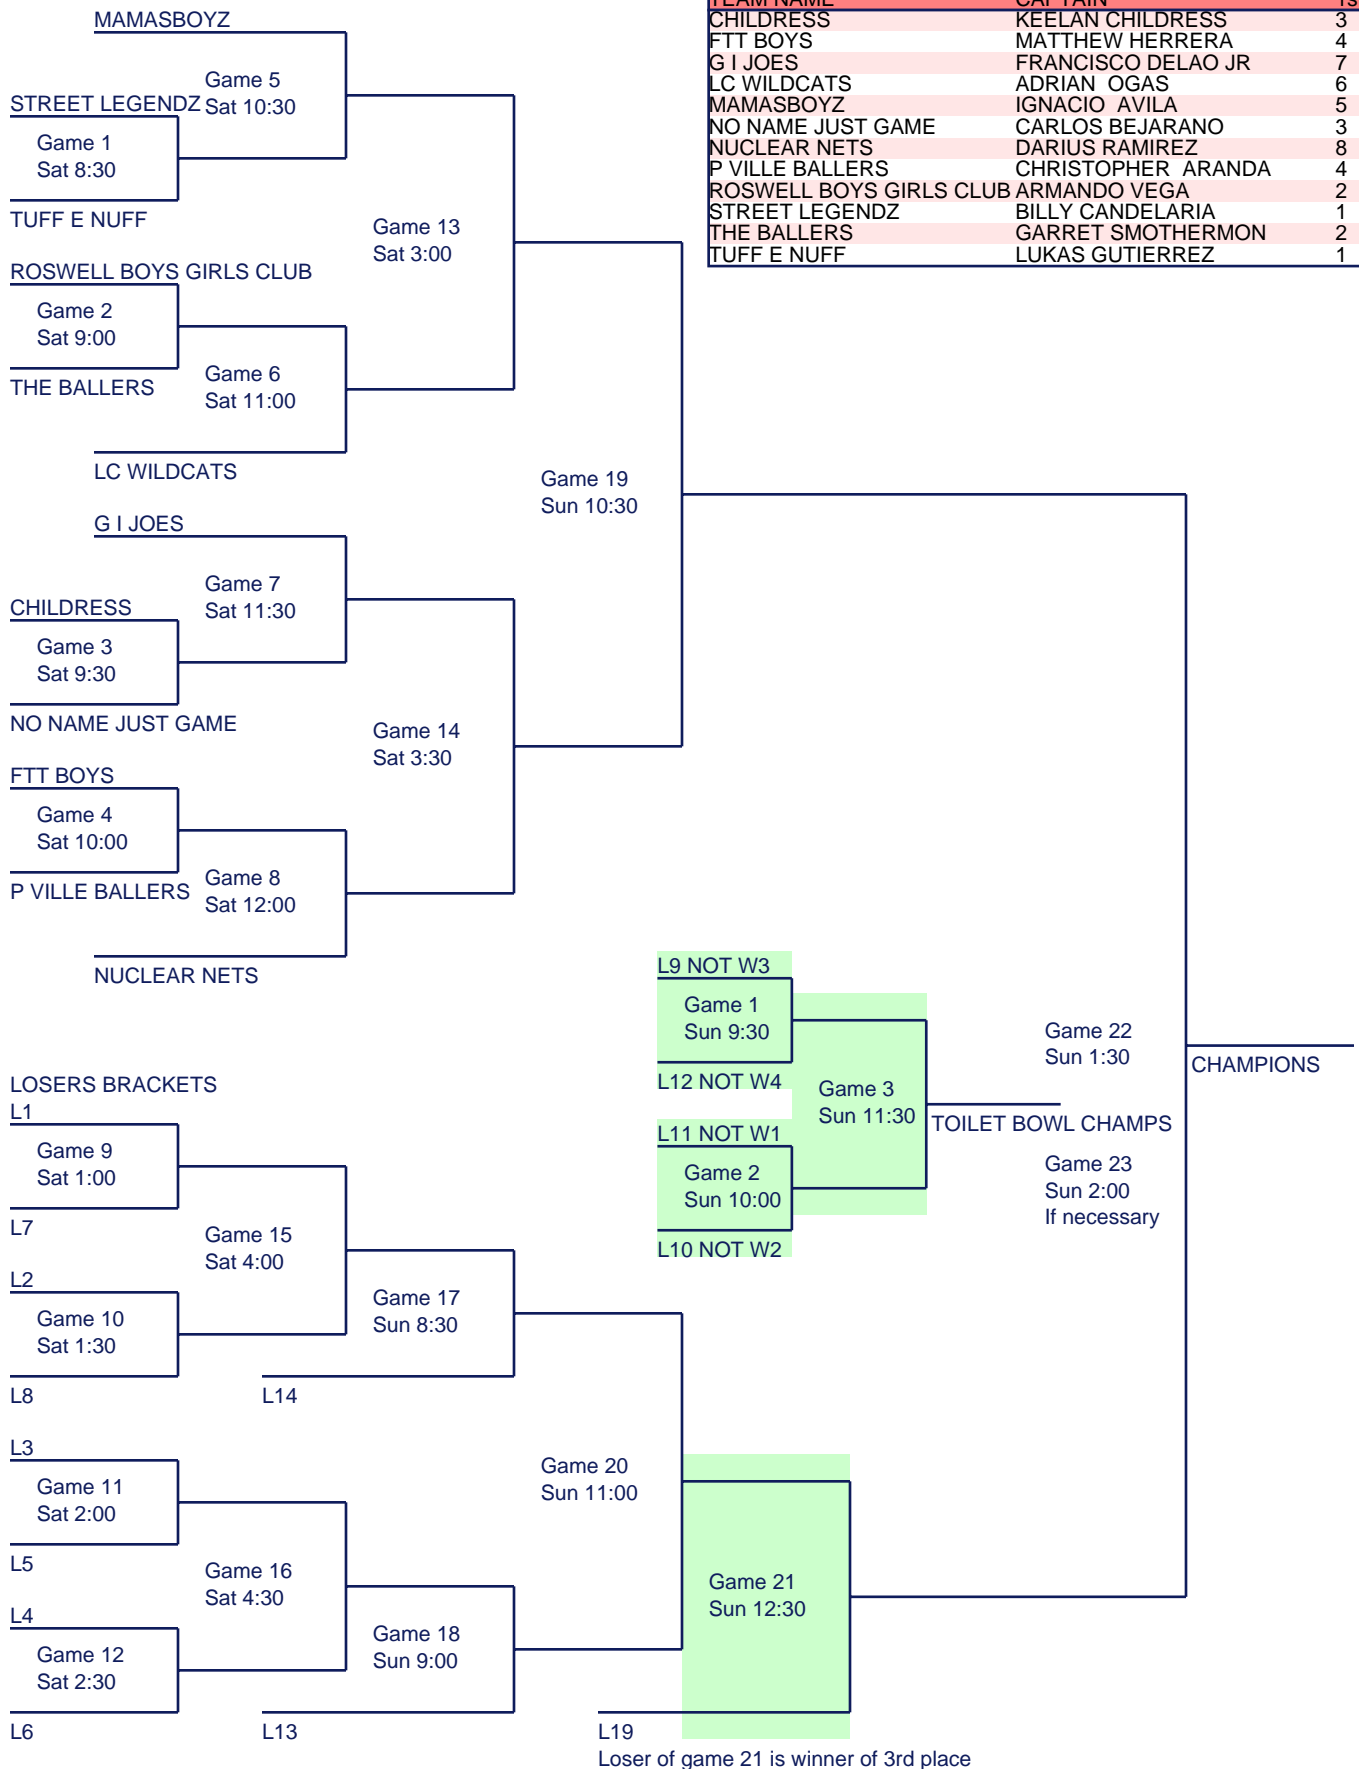 TEAM NAME CAPTAIN 1s
CHILDRESS KEELAN CHILDRESS 3
FTT BOYS MATTHEW HERRERA 4
G I JOES FRANCISCO DELAO JR 7
LC WILDCATS ADRIAN OGAS 6
MAMASBOYZ IGNACIO AVILA 5
NO NAME JUST GAME CARLOS BEJARANO 3
NUCLEAR NETS DARIUS RAMIREZ 8
P VILLE BALLERS CHRISTOPHER ARANDA 4
ROSWELL BOYS GIRLS CLUB ARMANDO VEGA 2
STREET LEGENDZ BILLY CANDELARIA 1
THE BALLERS GARRET SMOTHERMON 2
TUFF E NUFF LUKAS GUTIERREZ 1
MAMASBOYZ
Game 5
Sat 10:30
STREET LEGENDZ
Game 1
Sat 8:30
TUFF E NUFF
Game 13
Sat 3:00
ROSWELL BOYS GIRLS CLUB
Game 2
Sat 9:00
THE BALLERS
Game 6
Sat 11:00
LC WILDCATS
Game 19
Sun 10:30
G I JOES
Game 7
Sat 11:30
CHILDRESS
Game 3
Sat 9:30
NO NAME JUST GAME
Game 14
Sat 3:30
FTT BOYS
Game 4
Sat 10:00
P VILLE BALLERS
Game 8
Sat 12:00
NUCLEAR NETS
L9 NOT W3
Game 1
Sun 9:30
L12 NOT W4
Game 3
Sun 11:30
L11 NOT W1
Game 2
Sun 10:00
L10 NOT W2
TOILET BOWL CHAMPS
Game 22
Sun 1:30
CHAMPIONS
Game 23
Sun 2:00
If necessary
LOSERS BRACKETS
L1
Game 9
Sat 1:00
L7
Game 15
Sat 4:00
L2
Game 10
Sat 1:30
L8
Game 17
Sun 8:30
L14
L3
Game 11
Sat 2:00
L5
Game 20
Sun 11:00
Game 16
Sat 4:30
L4
Game 12
Sat 2:30
L6
Game 18
Sun 9:00
L13
Game 21
Sun 12:30
L19
Loser of game 21 is winner of 3rd place